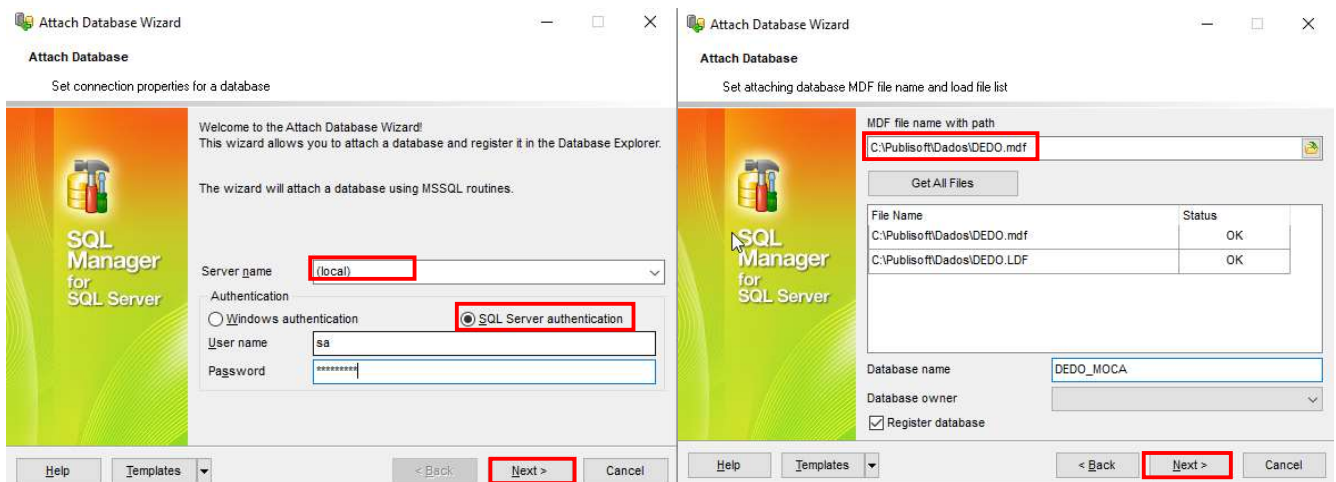 Attach Database Wizard
Attach Database
Set connection properties for a database
SQL
Manager
for
SQL Server
Welcome to the Attach Database Wizard!
This wizard allows you to attach a database and register it in the Database Explorer.
The wizard will attach a database using MSSQL routines.
Server name (local)
Authentication
Windows authentication SQL Server authentication
User name sa
Password *********
Help Templates < Back Next > Cancel
Attach Database Wizard
Attach Database
Set attaching database MDF file name and load file list
SQL
Manager
for
SQL Server
MDF file name with path
C:\Publisoft\Dados\DEDO.mdf
Get All Files
File Name Status
C:\Publisoft\Dados\DEDO.mdf OK
C:\Publisoft\Dados\DEDO.LDF OK
Database name DEDO_MOCA
Database owner
Register database
Help Templates < Back Next > Cancel